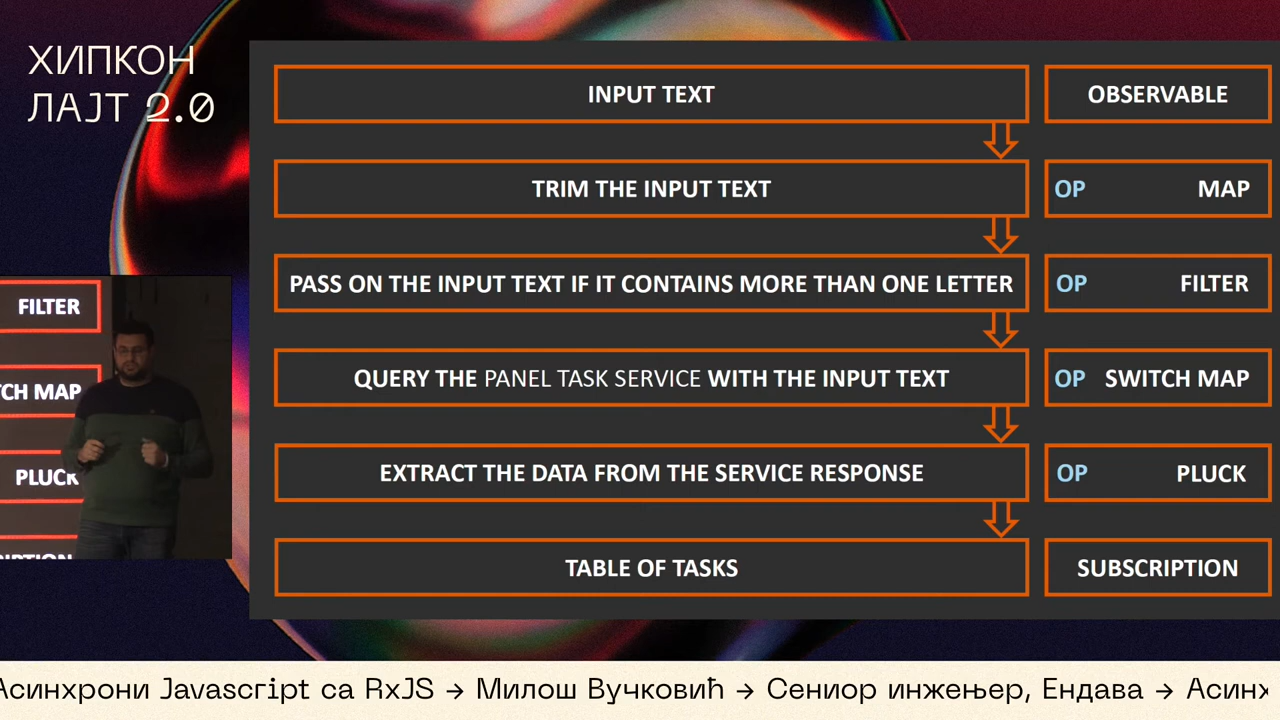 ХИПКОН
ЛАЈТ 2.0
INPUT TEXT
OBSERVABLE
TRIM THE INPUT TEXT
OP MAP
PASS ON THE INPUT TEXT IF IT CONTAINS MORE THAN ONE LETTER
OP FILTER
QUERY THE PANEL TASK SERVICE WITH THE INPUT TEXT
OP SWITCH MAP
EXTRACT THE DATA FROM THE SERVICE RESPONSE
OP PLUCK
TABLE OF TASKS
SUBSCRIPTION
FILTER
TCH MAP
PLUCK
Асинхрони Javascript са RxJS → Милош Вучковић → Сениор инжењер, Ендава → Асинх